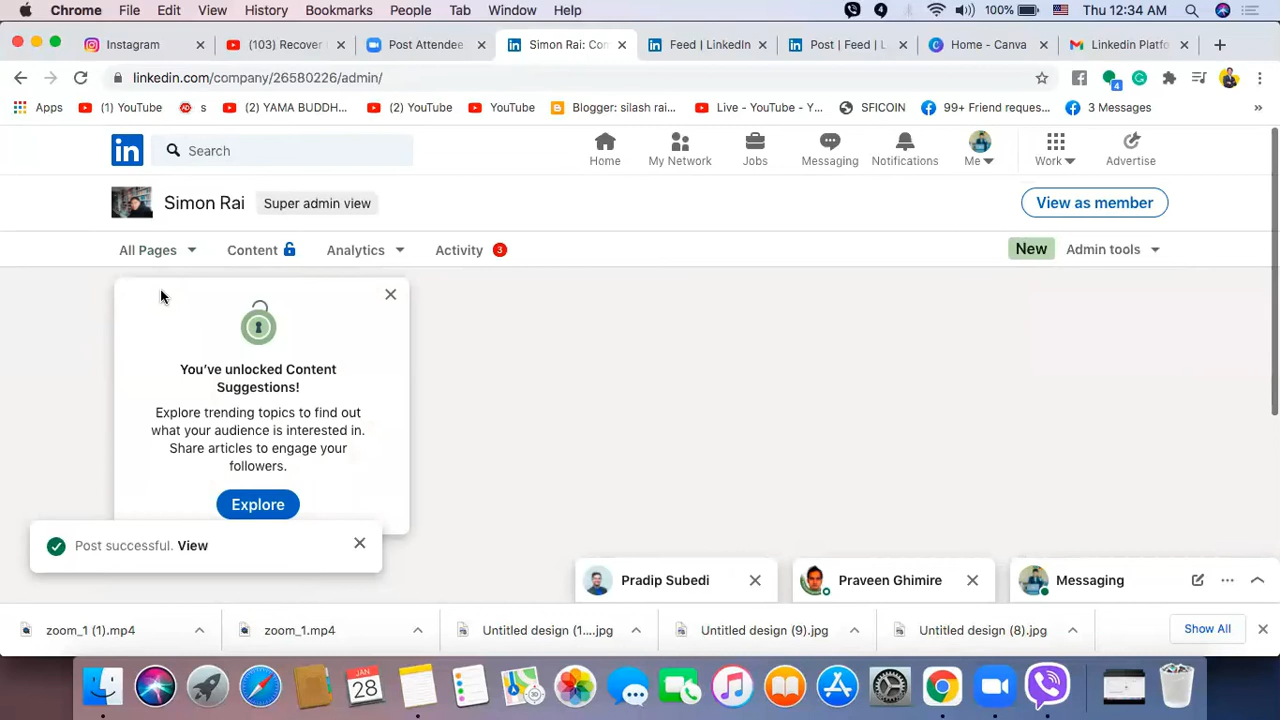 Chrome File Edit View History Bookmarks People Tab Window Help 4 100% Thu 12:34 AM
Instagram (103) Recover Post Attendee Simon Rai: Con Feed | LinkedIn Post | Feed | L Home - Canva Linkedin Platfo
linkedin.com/company/26580226/admin/ 4
Apps (1) YouTube s (2) YAMA BUDDH... (2) YouTube YouTube Blogger: silash rai... Live - YouTube - Y... SFICOIN 99+ Friend reques... 3 Messages »
in Search Home My Network Jobs Messaging Notifications Me Work Advertise
Simon Rai Super admin view View as member
All Pages Content Analytics Activity 3 New Admin tools
You've unlocked Content
Suggestions!
Explore trending topics to find out
what your audience is interested in.
Share articles to engage your
followers.
Explore
Post successful. View
Pradip Subedi Praveen Ghimire Messaging
zoom_1 (1).mp4 zoom_1.mp4 Untitled design (1....jpg Untitled design (9).jpg Untitled design (8).jpg Show All
JAN
28